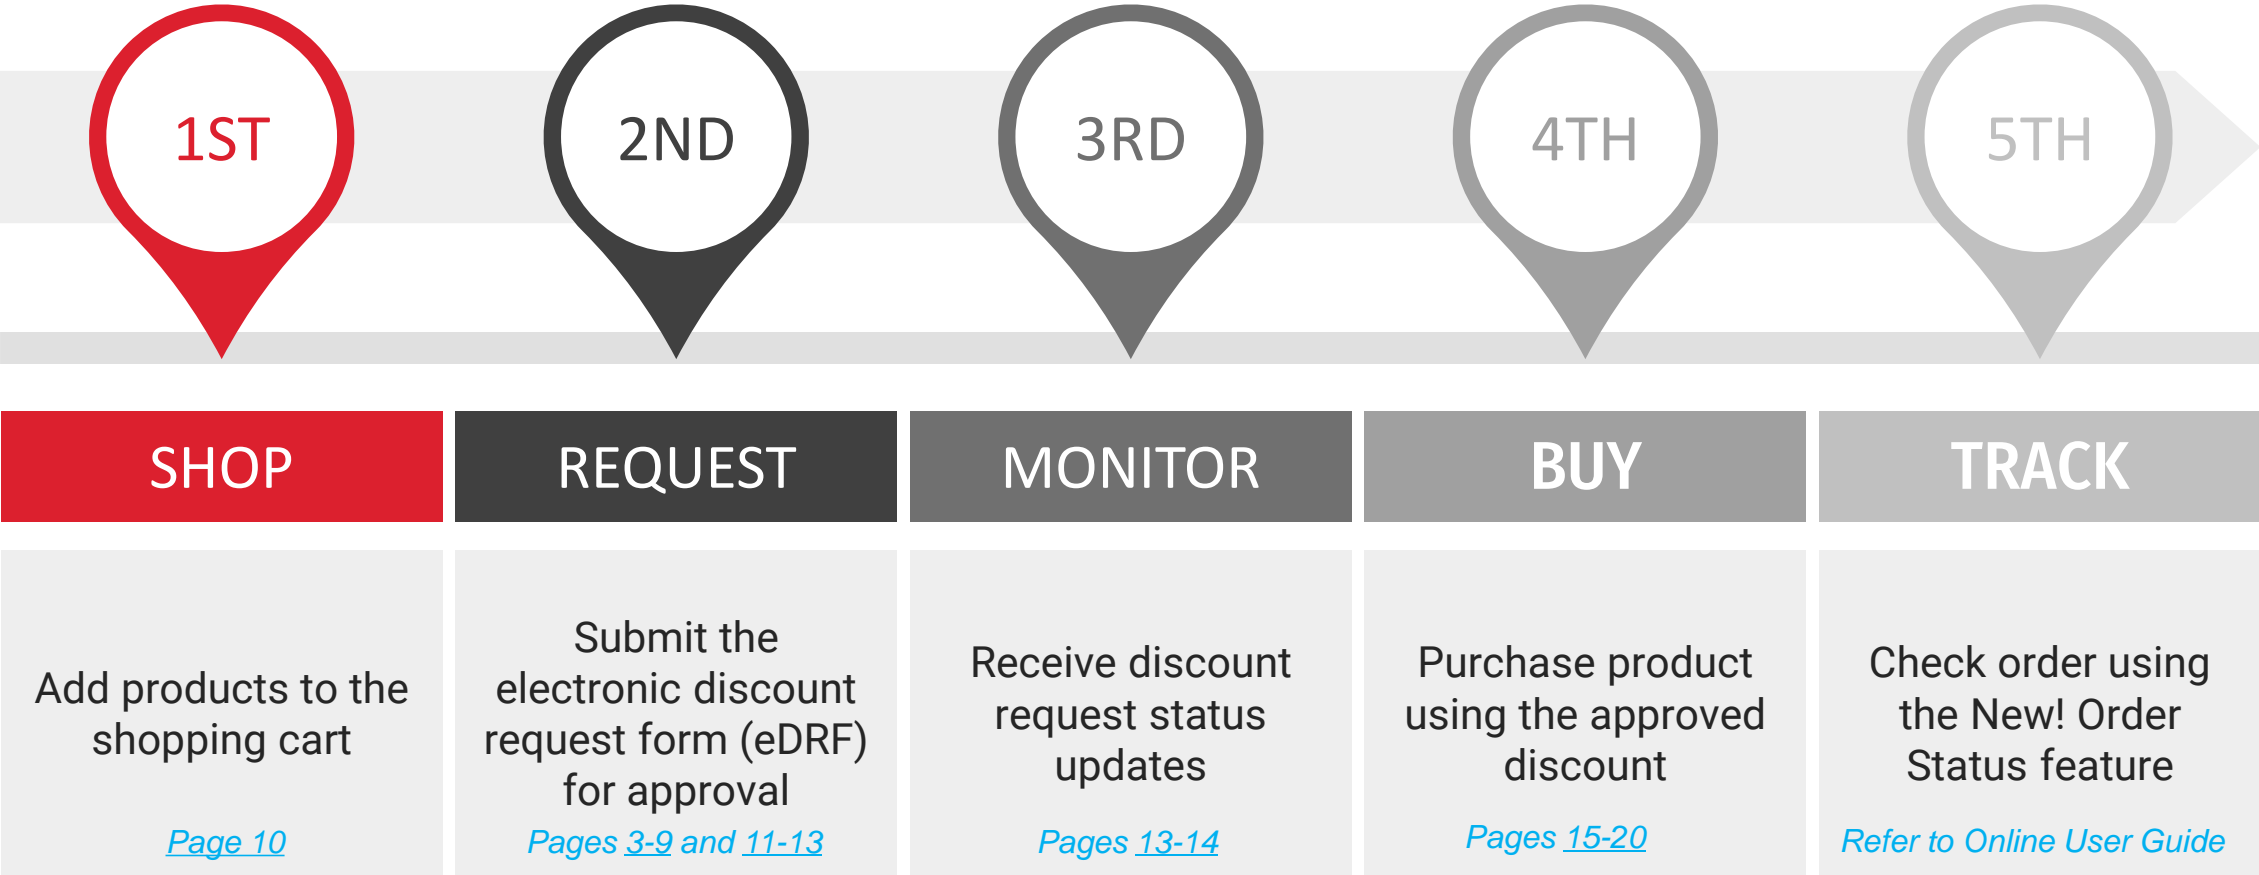 1ST
2ND
3RD
4TH
5TH
SHOP
REQUEST
MONITOR
BUY
TRACK
Add products to the
shopping cart
Page 10
Submit the
electronic discount
request form (eDRF)
for approval
Pages 3-9 and 11-13
Receive discount
request status
updates
Pages 13-14
Purchase product
using the approved
discount
Pages 15-20
Check order using
the New! Order
Status feature
Refer to Online User Guide